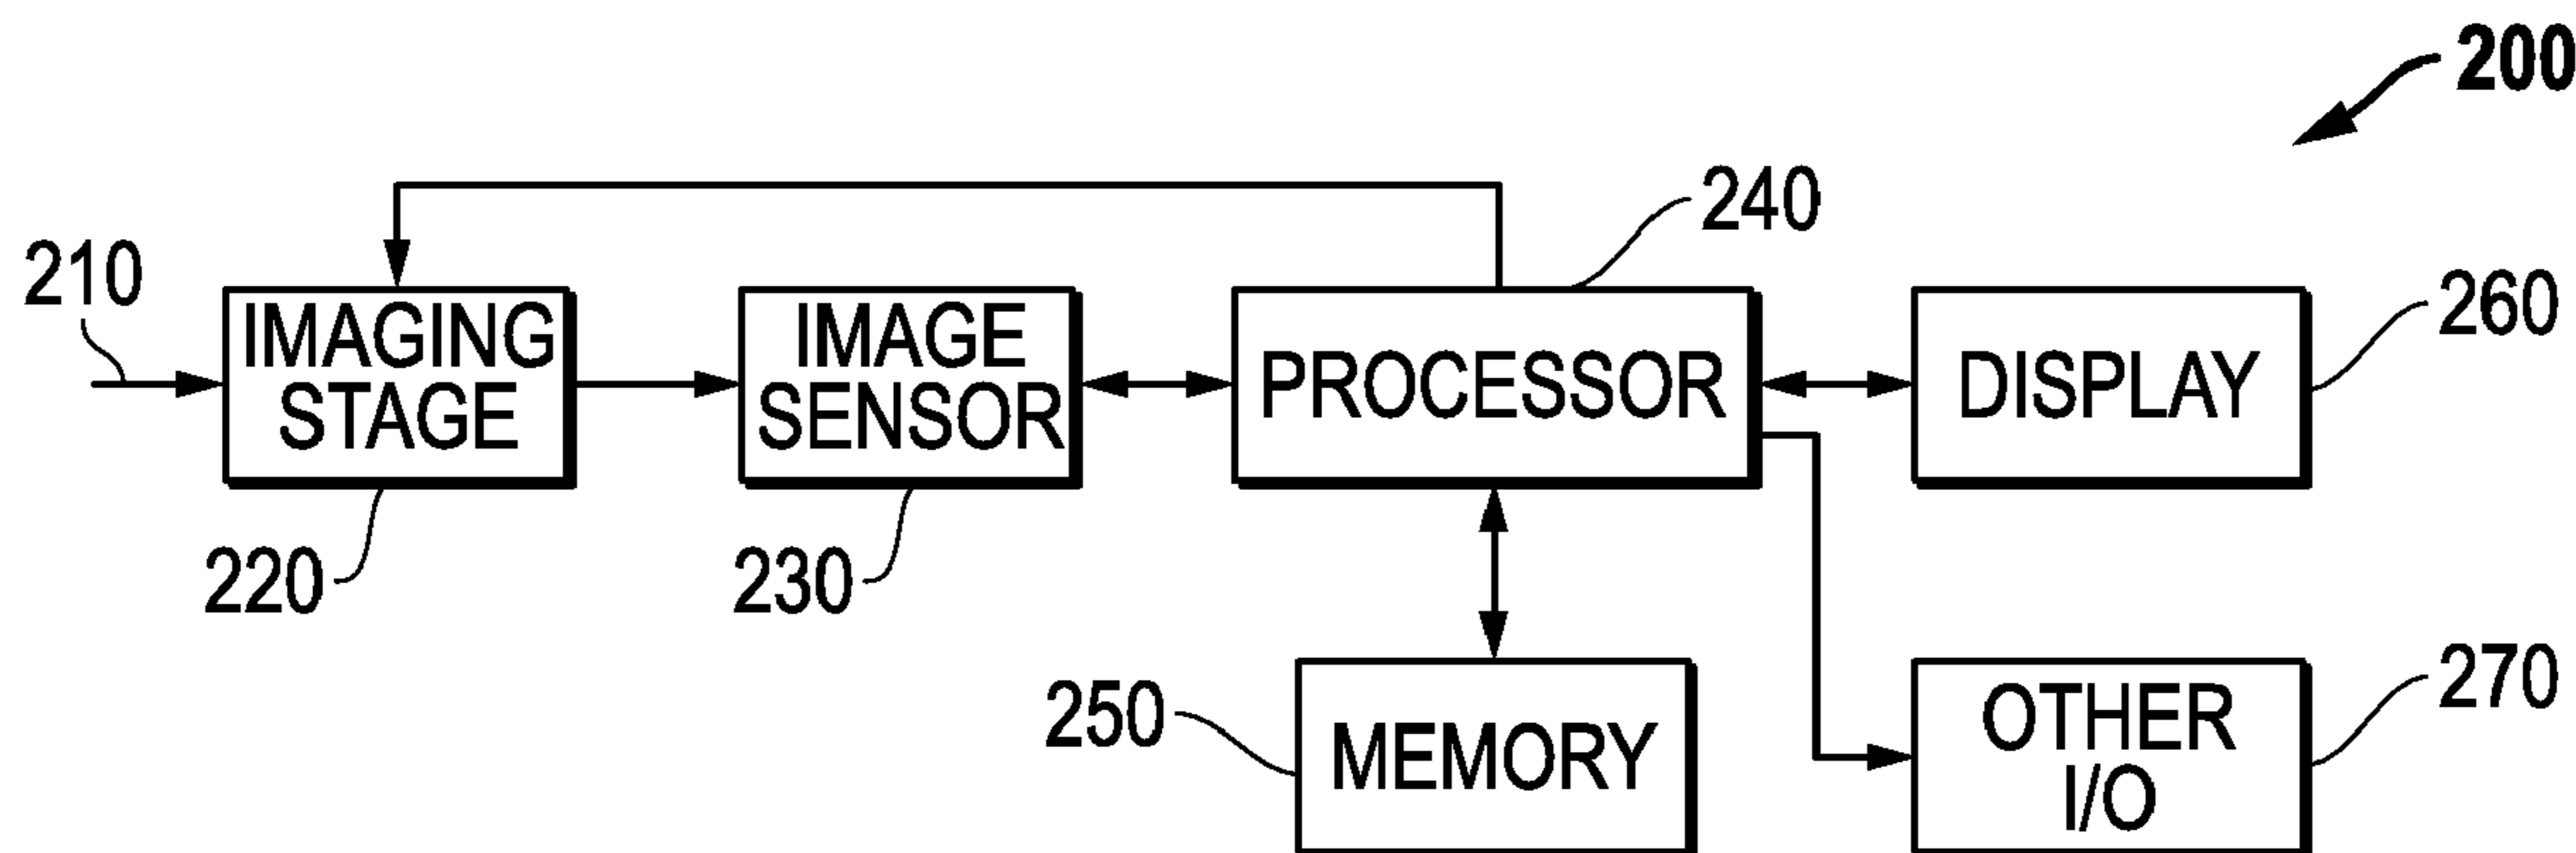 200
240
210
260
IMAGING
STAGE
IMAGE
SENSOR
PROCESSOR
DISPLAY
220
230
250
270
MEMORY
OTHER
I/O